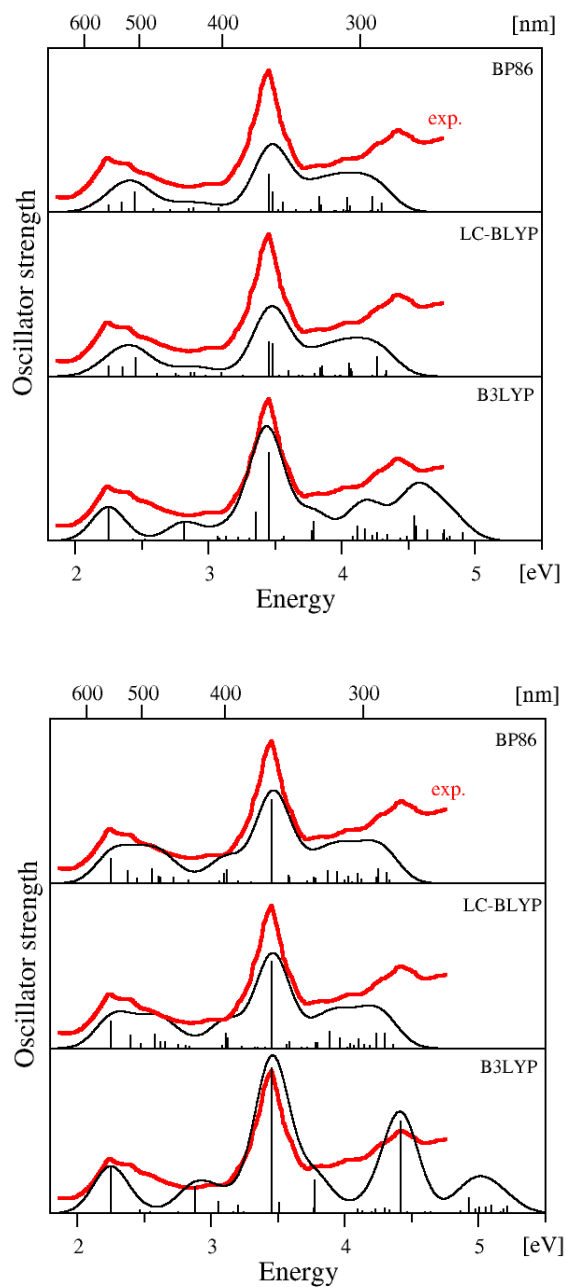 600 500 400 300 [nm]
BP86
exp.
LC-BLYP
B3LYP
Oscillator strength
2 3 4 5 [eV]
Energy
600 500 400 300 [nm]
BP86
exp.
LC-BLYP
B3LYP
Oscillator strength
2 3 4 5 [eV]
Energy